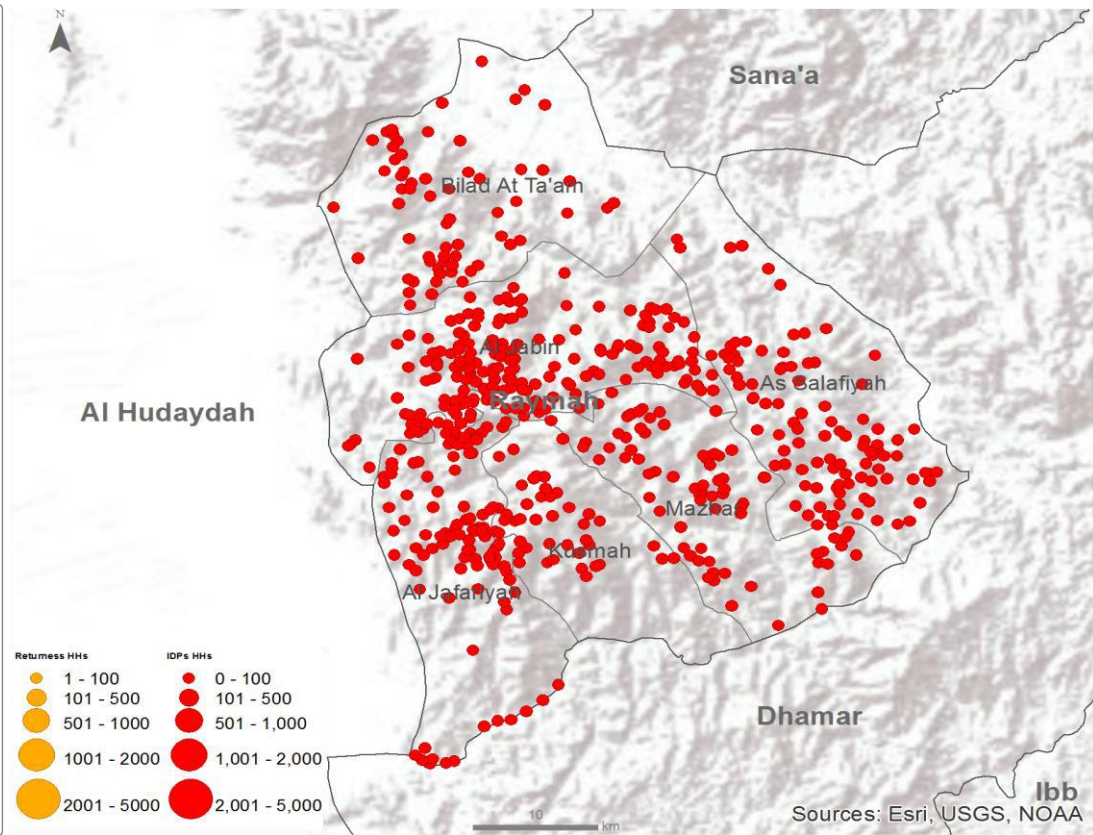 N
Sana'a
Bilad At Ta'am
Al Jabin
As Salafiyah
Raymah
Al Hudaydah
Mazhar
Kusmah
Al Jafariyah
Dhamar
Ibb
Returness HHs
1 - 100
101 - 500
501 - 1000
1001 - 2000
2001 - 5000
IDPs HHs
0 - 100
101 - 500
501 - 1,000
1,001 - 2,000
2,001 - 5,000
10
km
Sources: Esri, USGS, NOAA